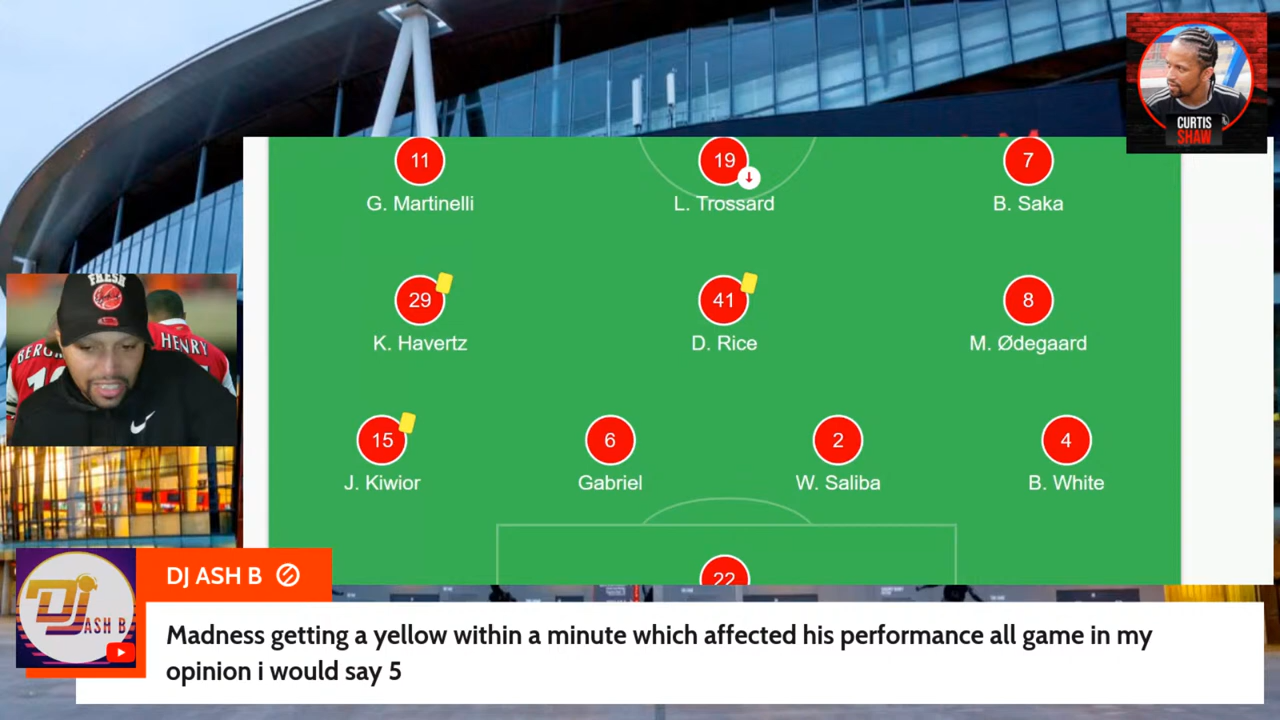 CURTIS
SHAW
11
19
7
G. Martinelli
L. Trossard
B. Saka
29
41
8
K. Havertz
D. Rice
M. Ødegaard
FRESH
HENRY
15
6
2
4
J. Kiwior
Gabriel
W. Saliba
B. White
22
DJ ASH B
Dj
ASH B
Madness getting a yellow within a minute which affected his performance all game in my
opinion i would say 5